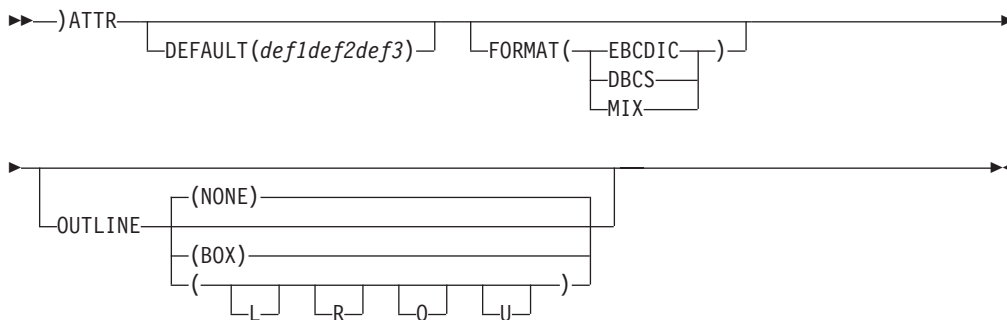 )ATTR
DEFAULT(def1def2def3)
FORMAT( EBCDIC )
DBCS
MIX
(NONE)
OUTLINE
(BOX)
( )
L R O U